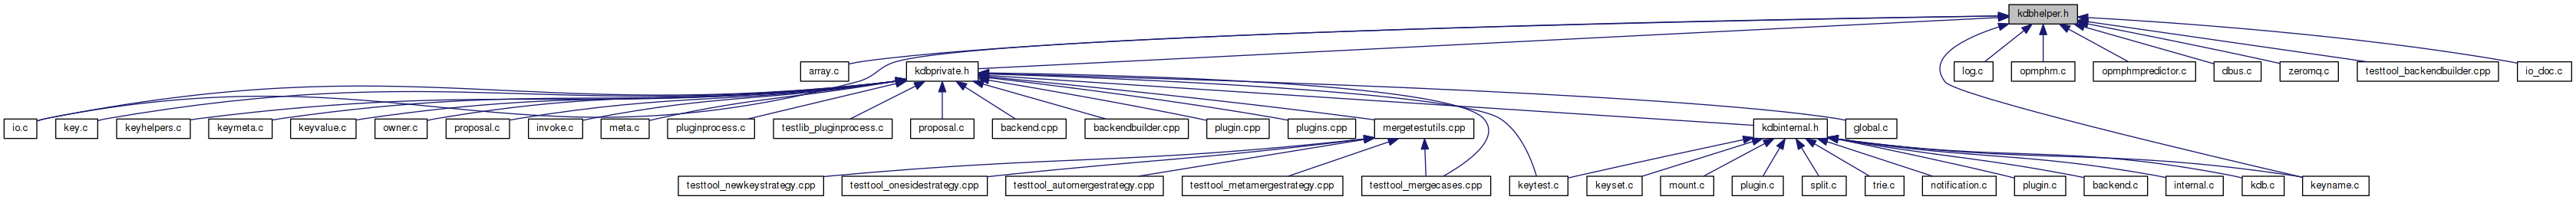 kdbhelper.h
array.c
kdbprivate.h
log.c
opmphm.c
opmphmpredictor.c
dbus.c
zeromq.c
testtool_backendbuilder.cpp
io_doc.c
io.c
key.c
keyhelpers.c
keymeta.c
keyvalue.c
owner.c
proposal.c
invoke.c
meta.c
pluginprocess.c
testlib_pluginprocess.c
proposal.c
backend.cpp
backendbuilder.cpp
plugin.cpp
plugins.cpp
mergetestutils.cpp
kdbinternal.h
global.c
testtool_newkeystrategy.cpp
testtool_onesidestrategy.cpp
testtool_automergestrategy.cpp
testtool_metamergestrategy.cpp
testtool_mergecases.cpp
keytest.c
keyset.c
mount.c
plugin.c
split.c
trie.c
notification.c
plugin.c
backend.c
internal.c
kdb.c
keyname.c